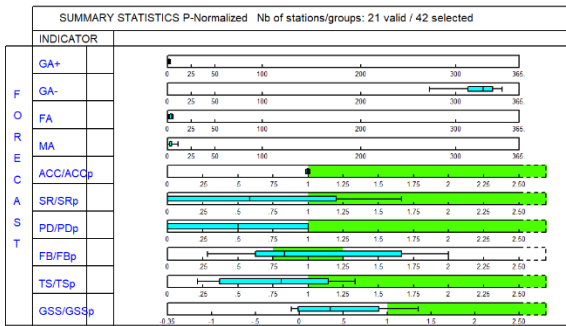 SUMMARY STATISTICS P-Normalized Nb of stations/groups: 21 valid / 42 selected
INDICATOR
FORECAST
GA+
0 25 50 100 200 300 365.
GA-
0 25 50 100 200 300 365.
FA
0 25 50 100 200 300 365.
MA
0 25 50 100 200 300 365.
ACC/ACCp
0 .25 .5 .75 1 1.25 1.5 1.75 2 2.25 2.50
SR/SRp
0 .25 .5 .75 1 1.25 1.5 1.75 2 2.25 2.50
PD/PDp
0 .25 .5 .75 1 1.25 1.5 1.75 2 2.25 2.50
FB/FBp
0 .25 .5 .75 1 1.25 1.5 1.75 2 2.25 2.50
TS/TSp
0 .25 .5 .75 1 1.25 1.5 1.75 2 2.25 2.50
GSS/GSSp
-0.35 -1 -.5 0 .5 1 1.5 2 2.50